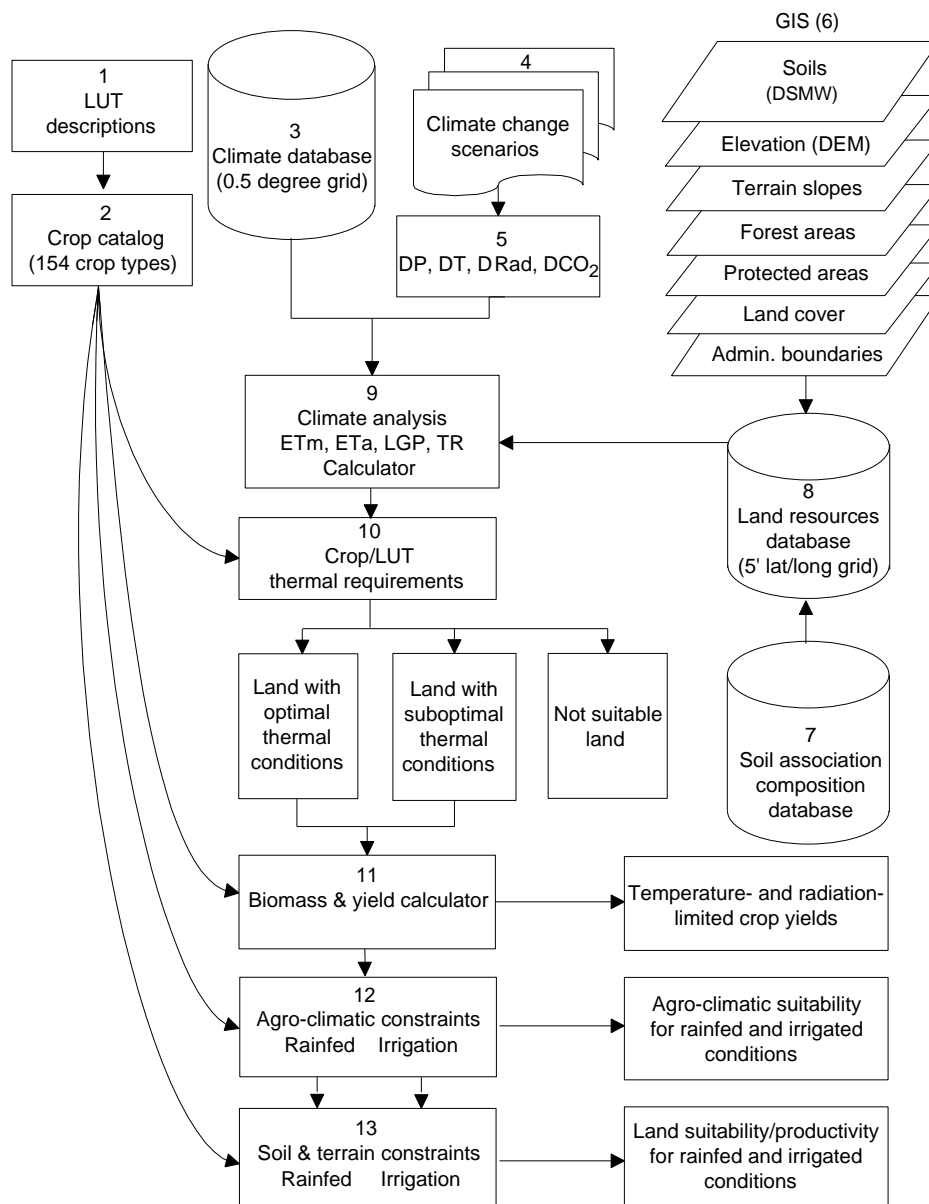 GIS (6)
1
LUT
descriptions
2
Crop catalog
(154 crop types)
3
Climate database
(0.5 degree grid)
4
Climate change
scenarios
5
DP, DT, DRad, DCO2
Soils
(DSMW)
Elevation (DEM)
Terrain slopes
Forest areas
Protected areas
Land cover
Admin. boundaries
9
Climate analysis
ETm, ETa, LGP, TR
Calculator
8
Land resources
database
(5' lat/long grid)
10
Crop/LUT
thermal requirements
Land with
optimal
thermal
conditions
Land with
suboptimal
thermal
conditions
Not suitable
land
7
Soil association
composition
database
11
Biomass & yield calculator
Temperature- and radiation-
limited crop yields
12
Agro-climatic constraints
Rainfed Irrigation
Agro-climatic suitability
for rainfed and irrigated
conditions
13
Soil & terrain constraints
Rainfed Irrigation
Land suitability/productivity
for rainfed and irrigated
conditions